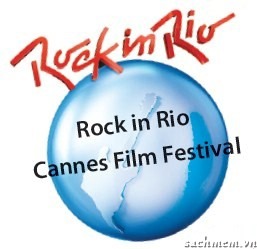 Rock in Rio
Rock in Rio
Cannes Film Festival
sachmem.vn